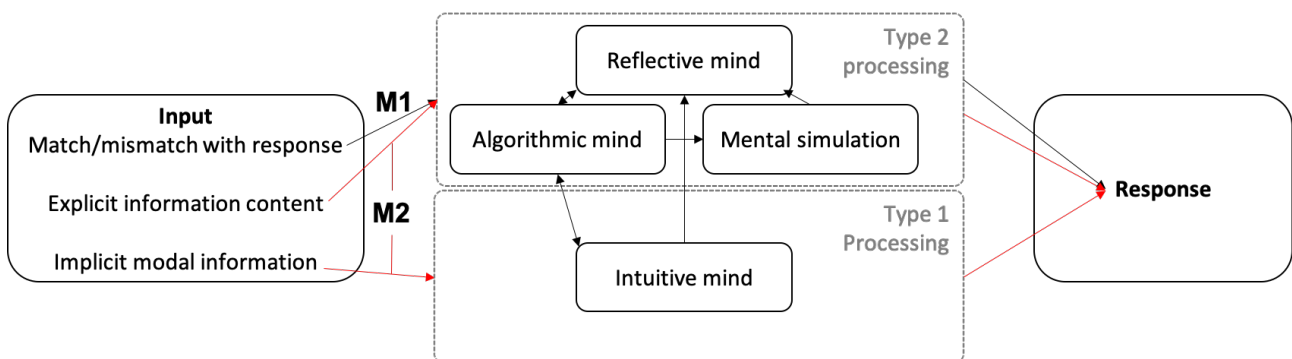 Input
Match/mismatch with response
Explicit information content
Implicit modal information
M1
M2
Type 2
processing
Reflective mind
Algorithmic mind
Mental simulation
Type 1
Processing
Intuitive mind
Response